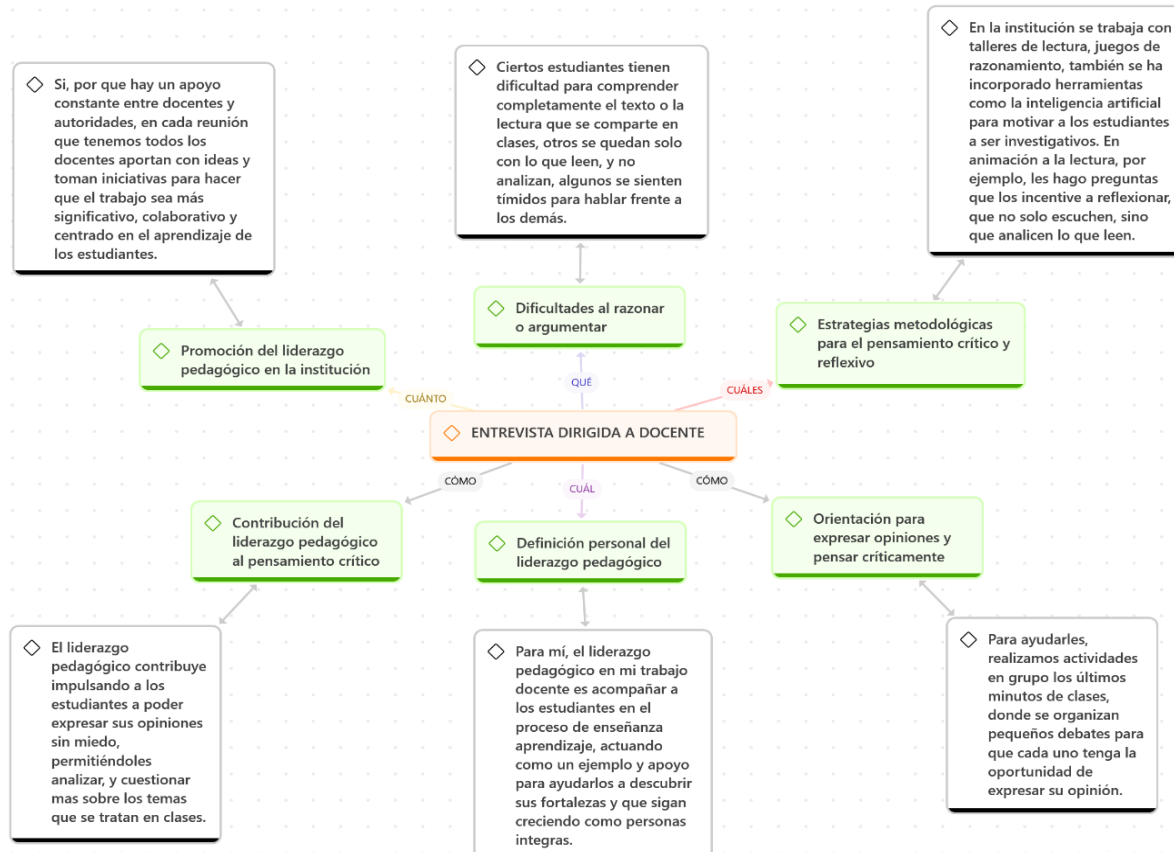 Si, por que hay un apoyo
constante entre docentes y
autoridades, en cada reunión
que tenemos todos los
docentes aportan con ideas y
toman iniciativas para hacer
que el trabajo sea más
significativo, colaborativo y
centrado en el aprendizaje de
los estudiantes.
Ciertos estudiantes tienen
dificultad para comprender
completamente el texto o la
lectura que se comparte en
clases, otros se quedan solo
con lo que leen, y no
analizan, algunos se sienten
tímidos para hablar frente a
los demás.
En la institución se trabaja con
talleres de lectura, juegos de
razonamiento, también se ha
incorporado herramientas
como la inteligencia artificial
para motivar a los estudiantes
a ser investigativos. En
animación a la lectura, por
ejemplo, les hago preguntas
que los incentive a reflexionar,
que no solo escuchen, sino
que analicen lo que leen.
Promoción del liderazgo
pedagógico en la institución
Dificultades al razonar
o argumentar
Estrategias metodológicas
para el pensamiento crítico y
reflexivo
CUÁNTO
QUÉ
CUÁLES
ENTREVISTA DIRIGIDA A DOCENTE
CÓMO
CUÁL
CÓMO
Contribución del
liderazgo pedagógico
al pensamiento crítico
Definición personal del
liderazgo pedagógico
Orientación para
expresar opiniones y
pensar críticamente
El liderazgo
pedagógico contribuye
impulsando a los
estudiantes a poder
expresar sus opiniones
sin miedo,
permitiéndoles
analizar, y cuestionar
mas sobre los temas
que se tratan en clases.
Para mí, el liderazgo
pedagógico en mi trabajo
docente es acompañar a
los estudiantes en el
proceso de enseñanza
aprendizaje, actuando
como un ejemplo y apoyo
para ayudarlos a descubrir
sus fortalezas y que sigan
creciendo como personas
integras.
Para ayudarles,
realizamos actividades
en grupo los últimos
minutos de clases,
donde se organizan
pequeños debates para
que cada uno tenga la
oportunidad de
expresar su opinión.